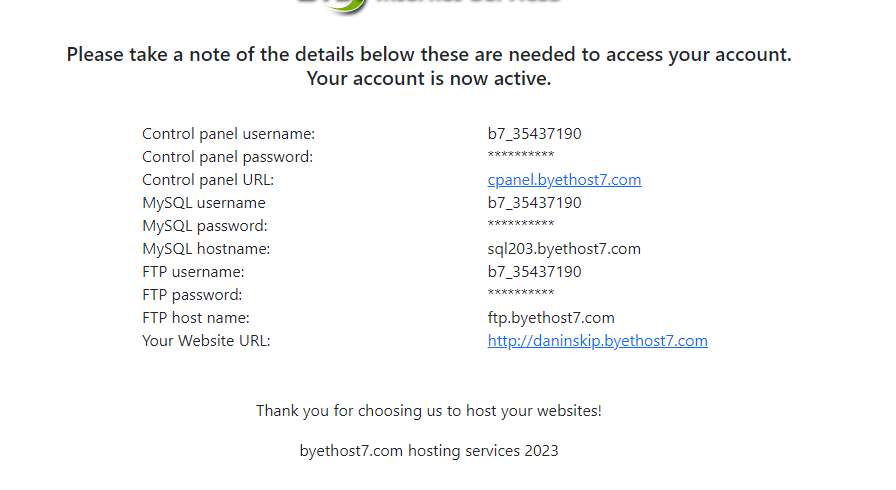 Please take a note of the details below these are needed to access your account.
Your account is now active.
Control panel username: b7_35437190
Control panel password: **********
Control panel URL: cpanel.byethost7.com
MySQL username b7_35437190
MySQL password: **********
MySQL hostname: sql203.byethost7.com
FTP username: b7_35437190
FTP password: **********
FTP host name: ftp.byethost7.com
Your Website URL: http://daninskip.byethost7.com
Thank you for choosing us to host your websites!
byethost7.com hosting services 2023